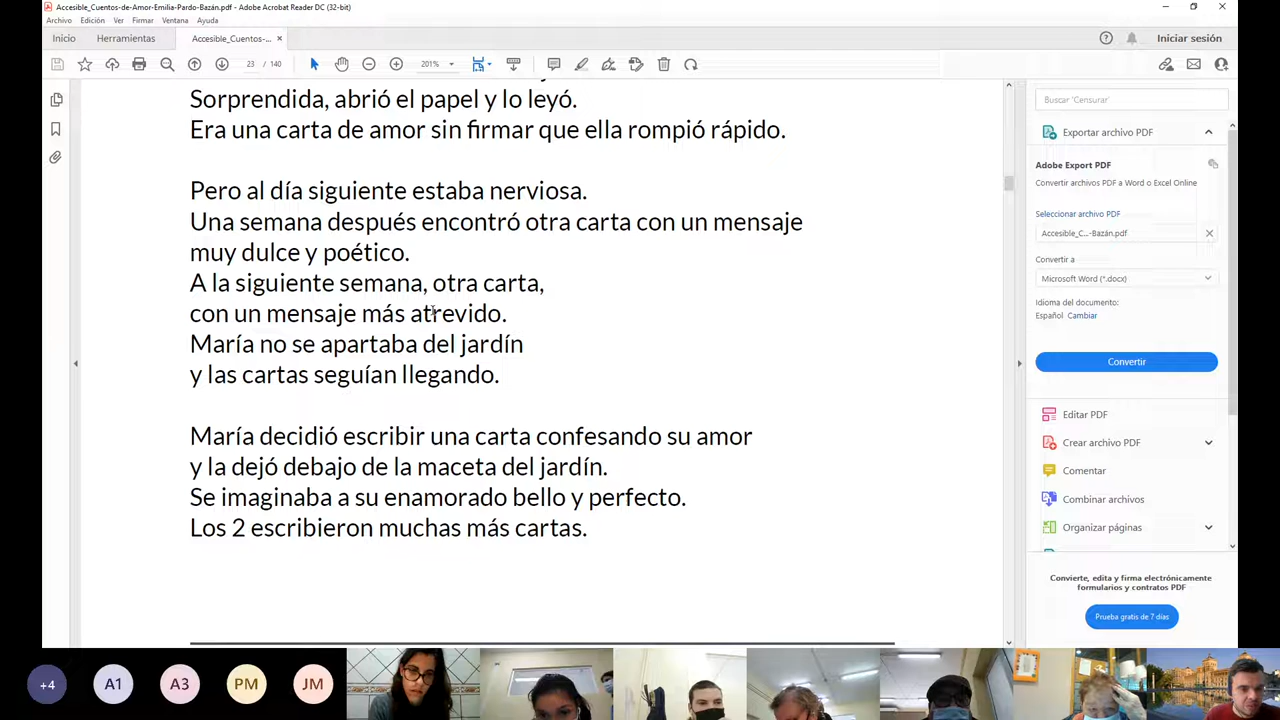 Accesible_Cuentos-de-Amor-Emilia-Pardo-Bazán.pdf - Adobe Acrobat Reader DC (32-bit)
Archivo Edición Ver Firmar Ventana Ayuda
Inicio Herramientas Accesible_Cuentos-... × Iniciar sesión
23 / 140 201%
Sorprendida, abrió el papel y lo leyó.
Era una carta de amor sin firmar que ella rompió rápido.
Pero al día siguiente estaba nerviosa.
Una semana después encontró otra carta con un mensaje
muy dulce y poético.
A la siguiente semana, otra carta,
con un mensaje más atrevido.
María no se apartaba del jardín
y las cartas seguían llegando.
María decidió escribir una carta confesando su amor
y la dejó debajo de la maceta del jardín.
Se imaginaba a su enamorado bello y perfecto.
Los 2 escribieron muchas más cartas.
Buscar 'Censurar'
Exportar archivo PDF
Adobe Export PDF
Convertir archivos PDF a Word o Excel Online
Seleccionar archivo PDF
Accesible_C...-Bazán.pdf
Convertir a
Microsoft Word (*.docx)
Idioma del documento:
Español Cambiar
Convertir
Editar PDF
Crear archivo PDF
Comentar
Combinar archivos
Organizar páginas
Convierte, edita y firma electrónicamente
formularios y contratos PDF
Prueba gratis de 7 días
+4 A1 A3 PM JM